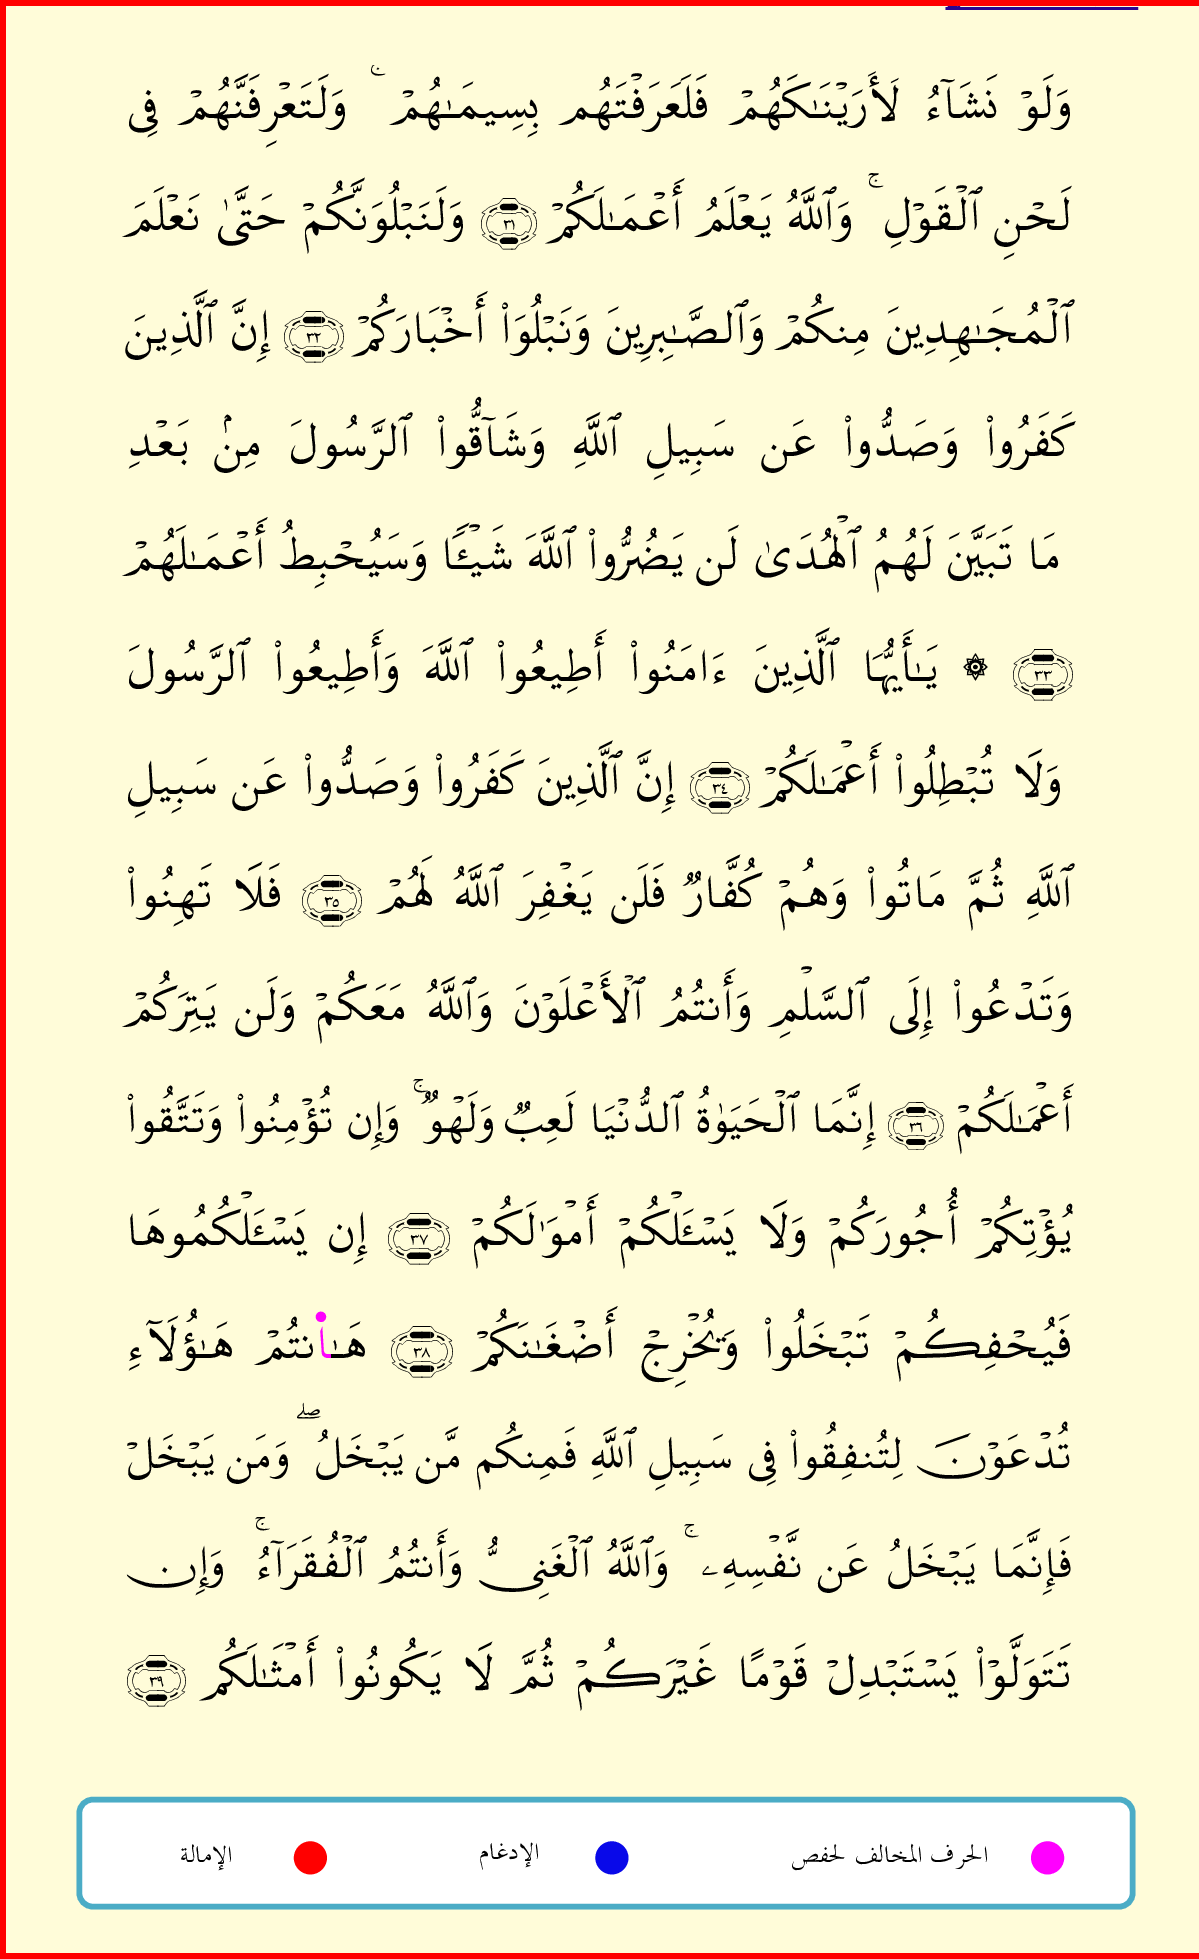 وَلَوۡ نَشَآءُ لَأَرَيۡنَٰكَهُمۡ فَلَعَرَفۡتَهُم بِسِيمَٰهُمۡ ۚ وَلَتَعۡرِفَنَّهُمۡ فِي
لَحۡنِ ٱلۡقَوۡلِ ۚ وَٱللَّهُ يَعۡلَمُ أَعۡمَٰلَكُمۡ ٣١ وَلَنَبۡلُوَنَّكُمۡ حَتَّىٰ نَعۡلَمَ
ٱلۡمُجَٰهِدِينَ مِنكُمۡ وَٱلصَّٰبِرِينَ وَنَبۡلُوَاْ أَخۡبَارَكُمۡ ٣٢ إِنَّ ٱلَّذِينَ
كَفَرُواْ وَصَدُّواْ عَن سَبِيلِ ٱللَّهِ وَشَآقُّواْ ٱلرَّسُولَ مِنۢ بَعۡدِ
مَا تَبَيَّنَ لَهُمُ ٱلۡهُدَىٰ لَن يَضُرُّواْ ٱللَّهَ شَيۡـٔٗا وَسَيُحۡبِطُ أَعۡمَٰلَهُمۡ
٣٣ ۞ يَٰٓأَيُّهَا ٱلَّذِينَ ءَامَنُواْ أَطِيعُواْ ٱللَّهَ وَأَطِيعُواْ ٱلرَّسُولَ
وَلَا تُبۡطِلُواْ أَعۡمَٰلَكُمۡ ٣٤ إِنَّ ٱلَّذِينَ كَفَرُواْ وَصَدُّواْ عَن سَبِيلِ
ٱللَّهِ ثُمَّ مَاتُواْ وَهُمۡ كُفَّارٞ فَلَن يَغۡفِرَ ٱللَّهُ لَهُمۡ ٣٥ فَلَا تَهِنُواْ
وَتَدۡعُواْ إِلَى ٱلسَّلۡمِ وَأَنتُمُ ٱلۡأَعۡلَوۡنَ وَٱللَّهُ مَعَكُمۡ وَلَن يَتِرَكُمۡ
أَعۡمَٰلَكُمۡ ٣٦ إِنَّمَا ٱلۡحَيَوٰةُ ٱلدُّنۡيَا لَعِبٞ وَلَهۡوٞ ۚ وَإِن تُؤۡمِنُواْ وَتَتَّقُواْ
يُؤۡتِكُمۡ أُجُورَكُمۡ وَلَا يَسۡـَٔلۡكُمۡ أَمۡوَٰلَكُمۡ ٣٧ إِن يَسۡـَٔلۡكُمُوهَا
فَيُحۡفِكُمۡ تَبۡخَلُواْ وَيُخۡرِجۡ أَضۡغَٰنَكُمۡ ٣٨ هَٰا۬نتُمۡ هَٰٓؤُلَآءِ
تُدۡعَوۡنَ لِتُنفِقُواْ فِي سَبِيلِ ٱللَّهِ فَمِنكُم مَّن يَبۡخَلُ ۖ وَمَن يَبۡخَلۡ
فَإِنَّمَا يَبۡخَلُ عَن نَّفۡسِهِۦ ۚ وَٱللَّهُ ٱلۡغَنِيُّ وَأَنتُمُ ٱلۡفُقَرَآءُ ۚ وَإِن
تَتَوَلَّوۡاْ يَسۡتَبۡدِلۡ قَوۡمًا غَيۡرَكُمۡ ثُمَّ لَا يَكُونُوٓاْ أَمۡثَٰلَكُم ٣٩
الحرف المخالف لحفص الإدغام الإمالة